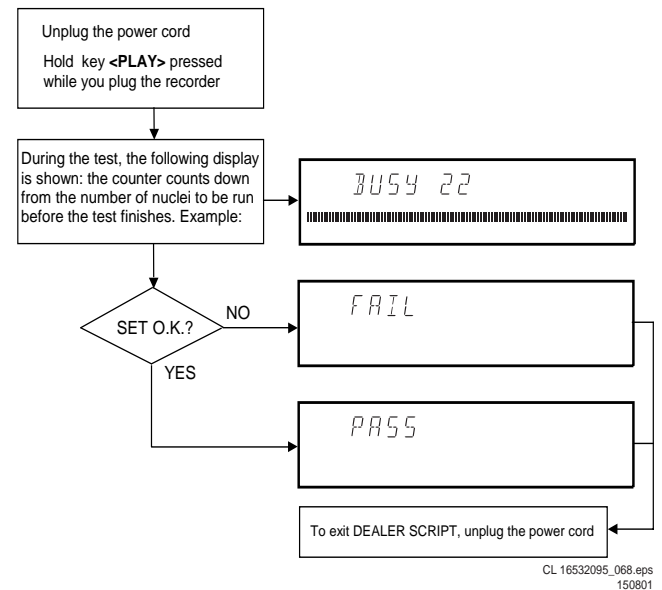 Unplug the power cord
Hold key <PLAY> pressed
while you plug the recorder
During the test, the following display
is shown: the counter counts down
from the number of nuclei to be run
before the test finishes. Example:
BUSY 22
SET O.K.?
NO
FAIL
YES
PASS
To exit DEALER SCRIPT, unplug the power cord
CL 16532095_068.eps
150801